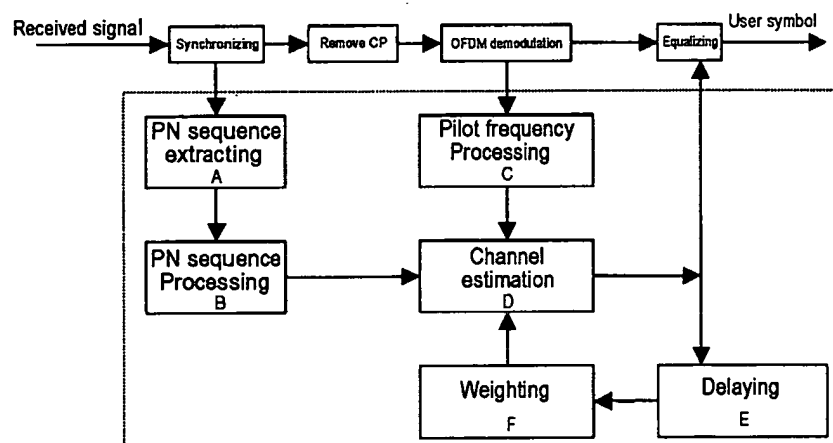 Received signal
Synchronizing
Remove CP
OFDM demodulation
Equalizing
User symbol
PN sequence
extracting
A
Pilot frequency
Processing
C
PN sequence
Processing
B
Channel
estimation
D
Weighting
F
Delaying
E